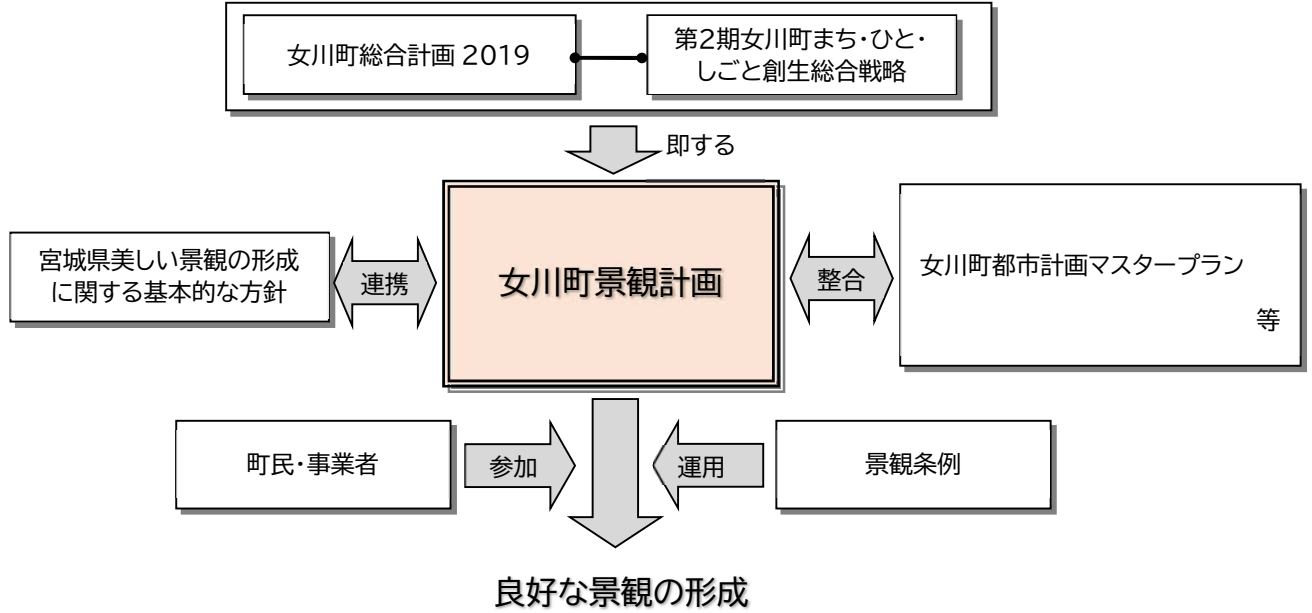 女川町総合計画 2019
第2期女川町まち・ひと・
しごと創生総合戦略
即する
宮城県美しい景観の形成
に関する基本的な方針
連携
女川町景観計画
整合
女川町都市計画マスタープラン
等
町民・事業者
参加
運用
景観条例
良好な景観の形成